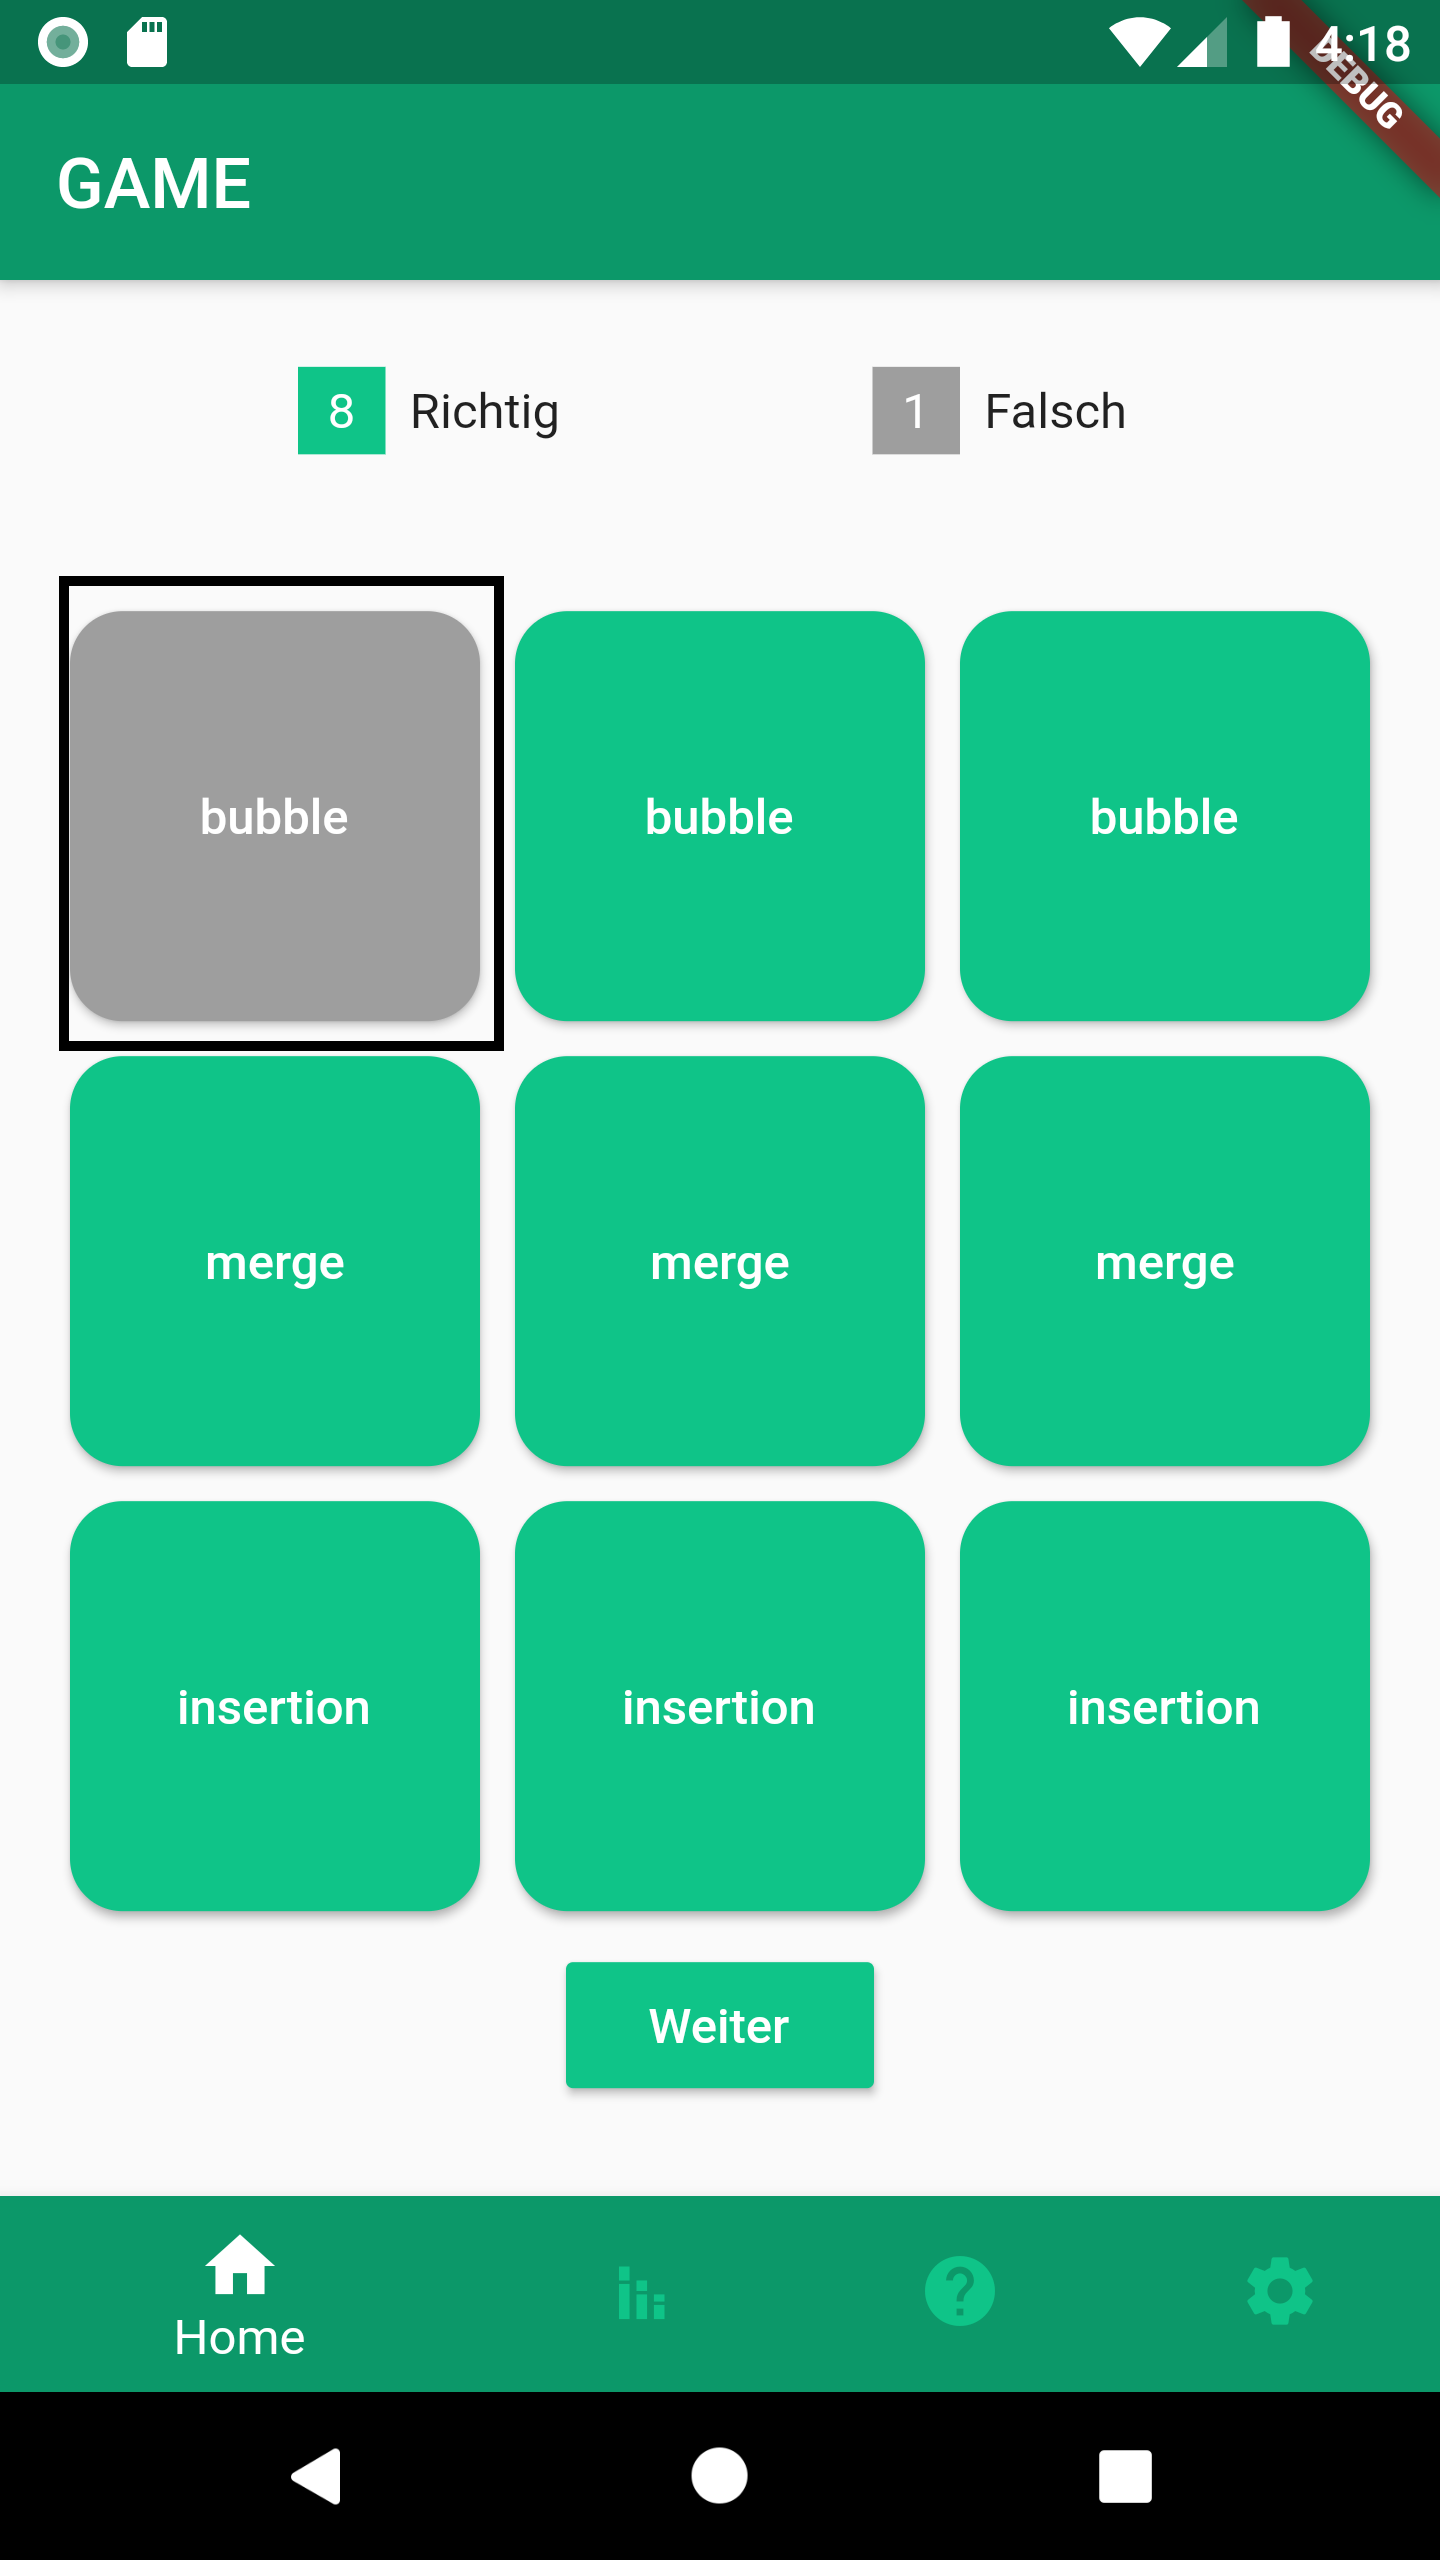 4:18
DEBUG
GAME
8 Richtig
1 Falsch
bubble bubble bubble
merge merge merge
insertion insertion insertion
Weiter
Home